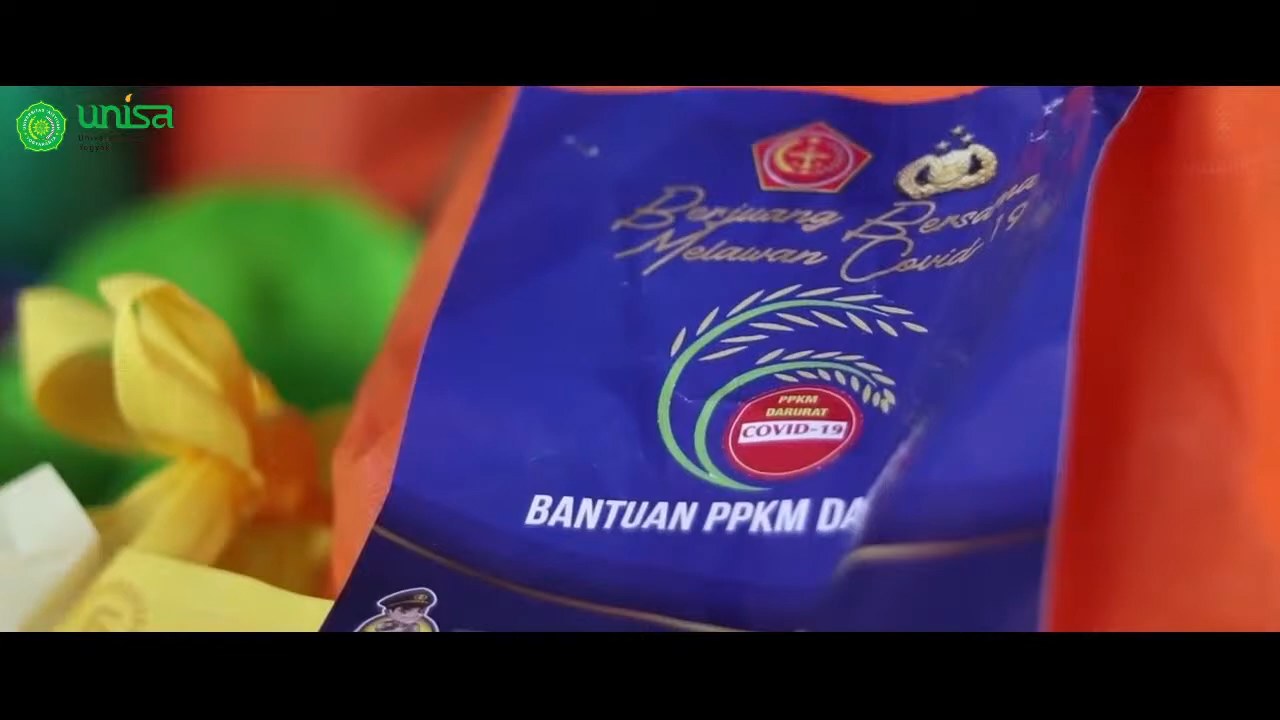 unisa
Berjuang Bersama
Melawan Covid 19
PPKM
DARURAT
COVID-19
BANTUAN PPKM DA